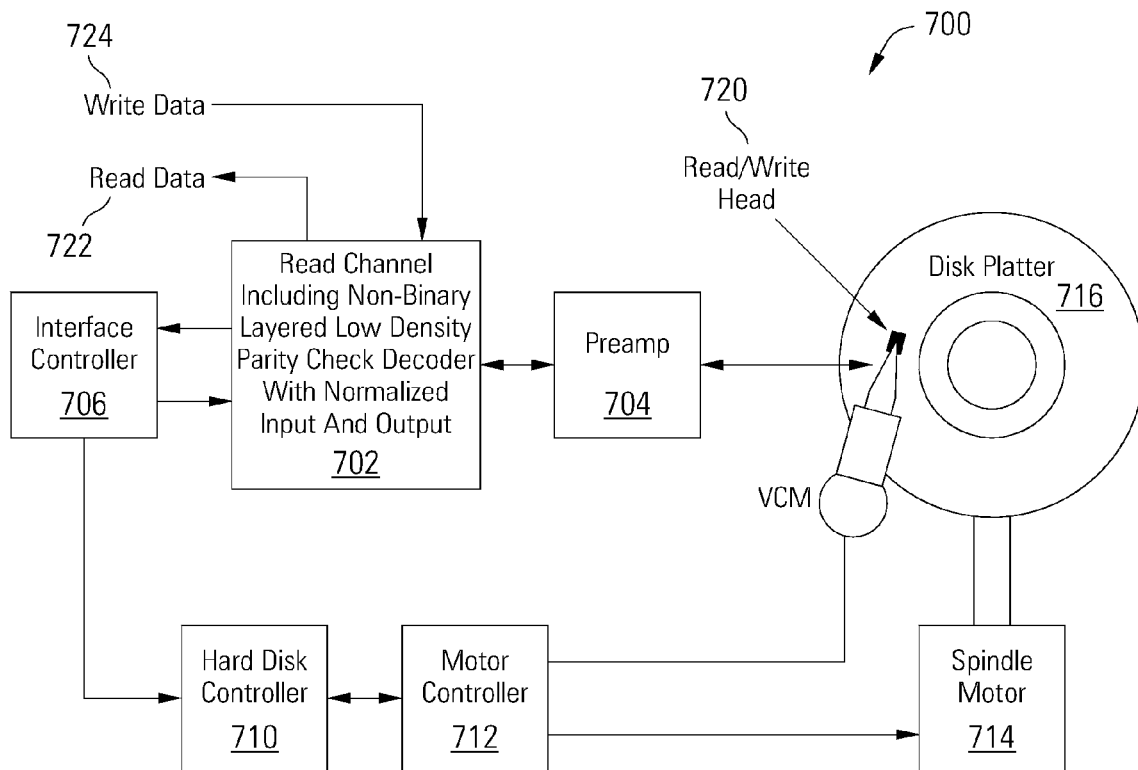 700
724
Write Data
720
Read/Write
Head
Read Data
722
Read Channel
Including Non-Binary
Layered Low Density
Parity Check Decoder
With Normalized
Input And Output
702
Interface
Controller
706
Preamp
704
Disk Platter
716
VCM
Hard Disk
Controller
710
Motor
Controller
712
Spindle
Motor
714